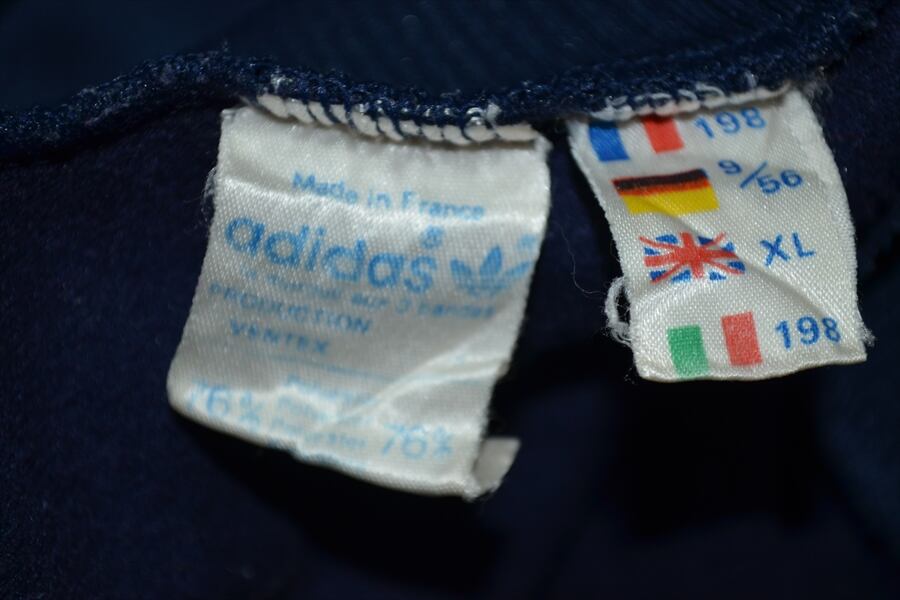 Made in France
adidas
PRODUCTION
VENTEX
76% 76%
198
9/56
XL
198